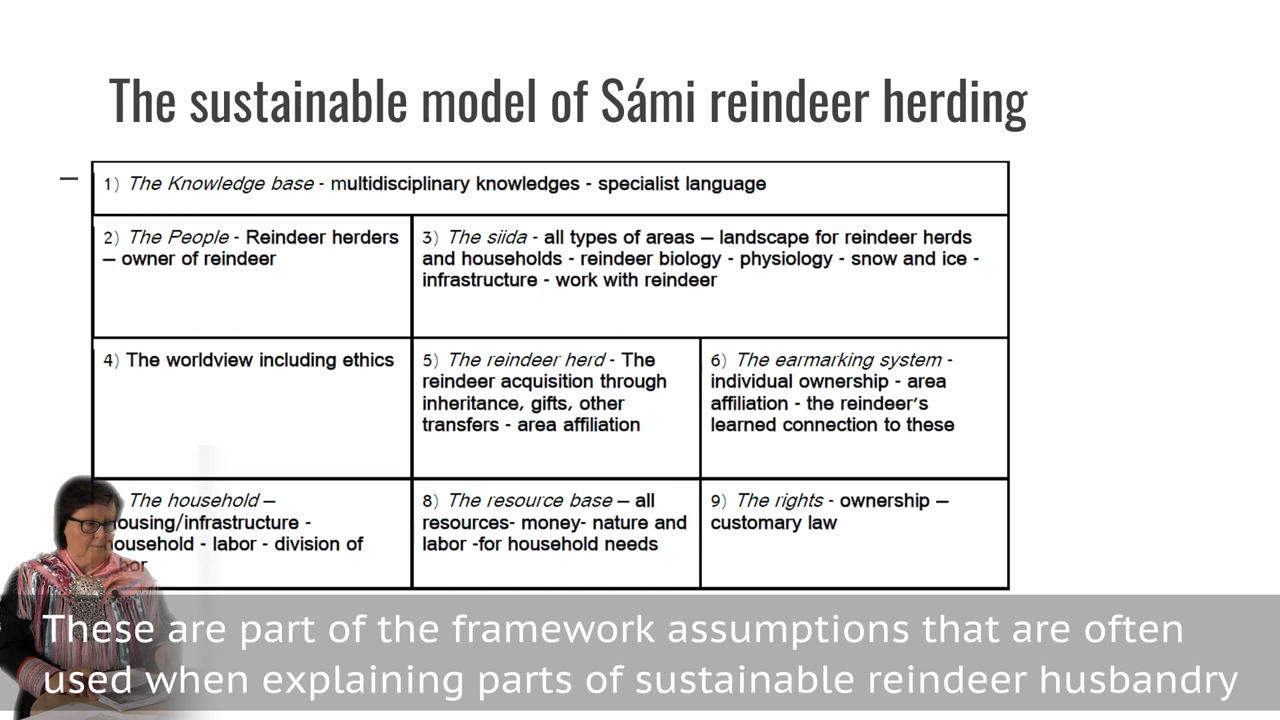 The sustainable model of Sámi reindeer herding
–
1) The Knowledge base - multidisciplinary knowledges - specialist language
2) The People - Reindeer herders
– owner of reindeer
3) The siida - all types of areas – landscape for reindeer herds
and households - reindeer biology - physiology - snow and ice -
infrastructure - work with reindeer
4) The worldview including ethics
5) The reindeer herd - The
reindeer acquisition through
inheritance, gifts, other
transfers - area affiliation
6) The earmarking system -
individual ownership - area
affiliation - the reindeer’s
learned connection to these
The household –
housing/infrastructure -
household - labor - division of
8) The resource base – all
resources- money- nature and
labor -for household needs
9) The rights - ownership –
customary law
These are part of the framework assumptions that are often
used when explaining parts of sustainable reindeer husbandry